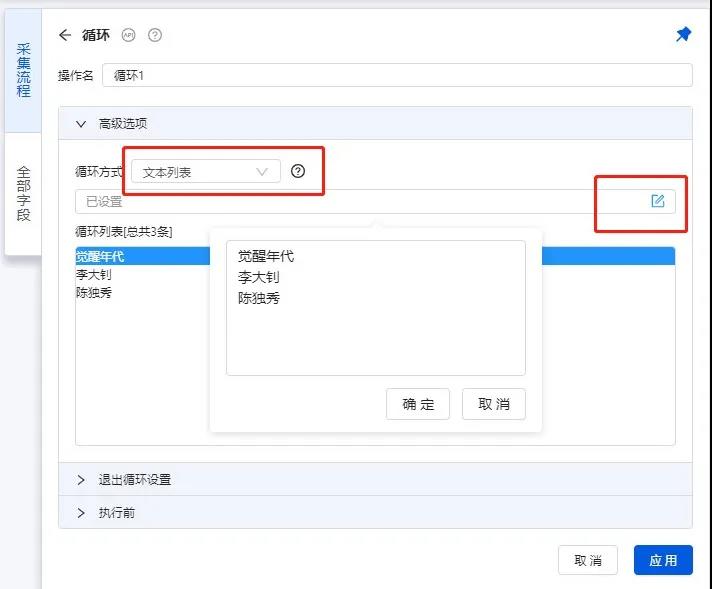 采集流程
全部字段
循环 API
操作名 循环1
高级选项
循环方式 文本列表
已设置
循环列表[总共3条]
觉醒年代
李大钊
陈独秀
觉醒年代
李大钊
陈独秀
确定 取消
退出循环设置
执行前
取消 应用